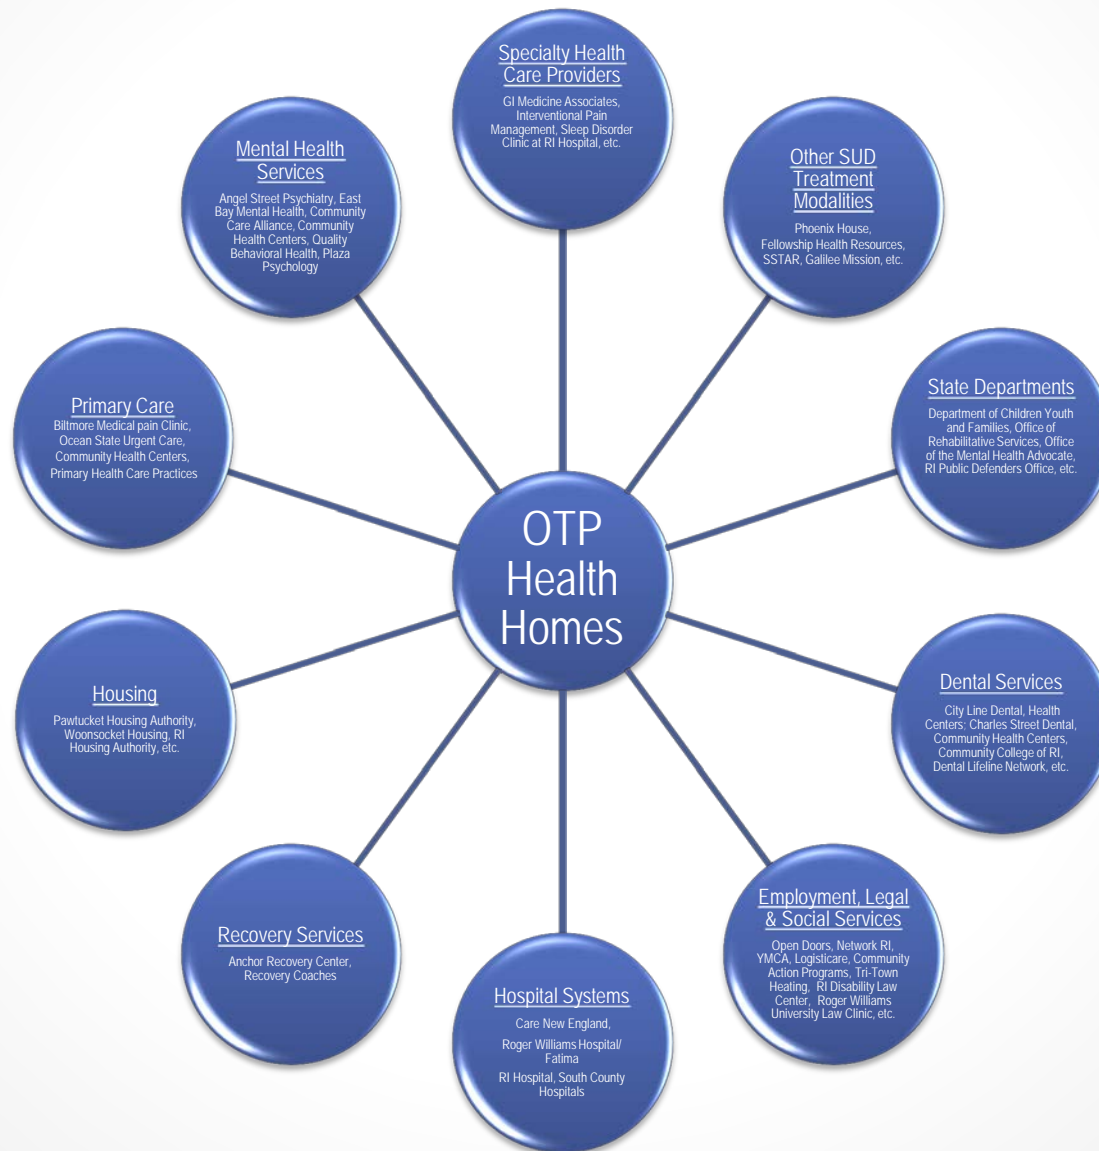 Specialty Health
Care Providers
GI Medicine Associates,
Interventional Pain
Management, Sleep Disorder
Clinic at RI Hospital, etc.
Other SUD
Treatment
Modalities
Phoenix House,
Fellowship Health Resources,
SSTAR, Galilee Mission, etc.
State Departments
Department of Children Youth
and Families, Office of
Rehabilitative Services, Office
of the Mental Health Advocate,
RI Public Defenders Office, etc.
Dental Services
City Line Dental, Health
Centers; Charles Street Dental,
Community Health Centers,
Community College of RI,
Dental Lifeline Network, etc.
Employment, Legal
& Social Services
Open Doors, Network RI,
YMCA, Logisticare, Community
Action Programs, Tri-Town
Heating, RI Disability Law
Center, Roger Williams
University Law Clinic, etc.
Hospital Systems
Care New England,
Roger Williams Hospital/
Fatima
RI Hospital, South County
Hospitals
Recovery Services
Anchor Recovery Center,
Recovery Coaches
Housing
Pawtucket Housing Authority,
Woonsocket Housing, RI
Housing Authority, etc.
Primary Care
Biltmore Medical pain Clinic,
Ocean State Urgent Care,
Community Health Centers,
Primary Health Care Practices
Mental Health
Services
Angel Street Psychiatry, East
Bay Mental Health, Community
Care Alliance, Community
Health Centers, Quality
Behavioral Health, Plaza
Psychology
OTP
Health
Homes